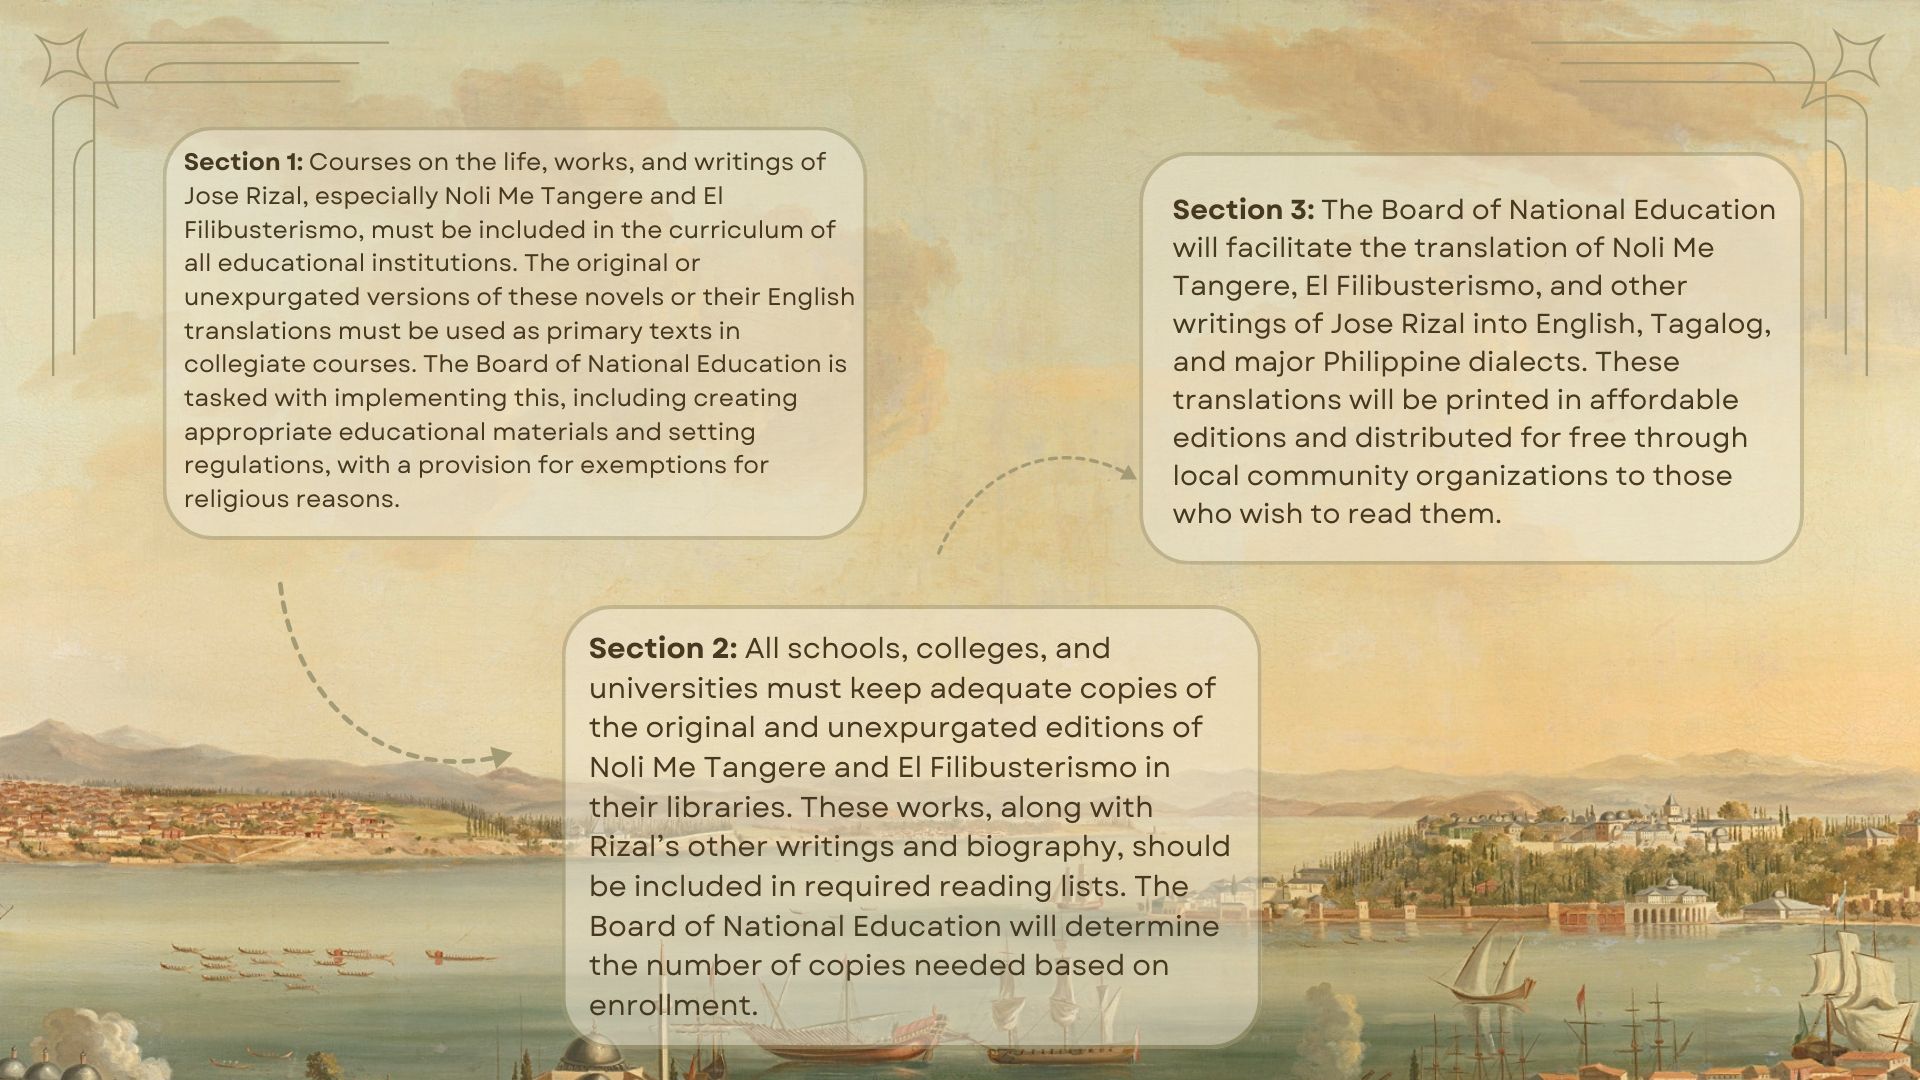 Section 1: Courses on the life, works, and writings of
Jose Rizal, especially Noli Me Tangere and El
Filibusterismo, must be included in the curriculum of
all educational institutions. The original or
unexpurgated versions of these novels or their English
translations must be used as primary texts in
collegiate courses. The Board of National Education is
tasked with implementing this, including creating
appropriate educational materials and setting
regulations, with a provision for exemptions for
religious reasons.
Section 2: All schools, colleges, and
universities must keep adequate copies of
the original and unexpurgated editions of
Noli Me Tangere and El Filibusterismo in
their libraries. These works, along with
Rizal’s other writings and biography, should
be included in required reading lists. The
Board of National Education will determine
the number of copies needed based on
enrollment.
Section 3: The Board of National Education
will facilitate the translation of Noli Me
Tangere, El Filibusterismo, and other
writings of Jose Rizal into English, Tagalog,
and major Philippine dialects. These
translations will be printed in affordable
editions and distributed for free through
local community organizations to those
who wish to read them.